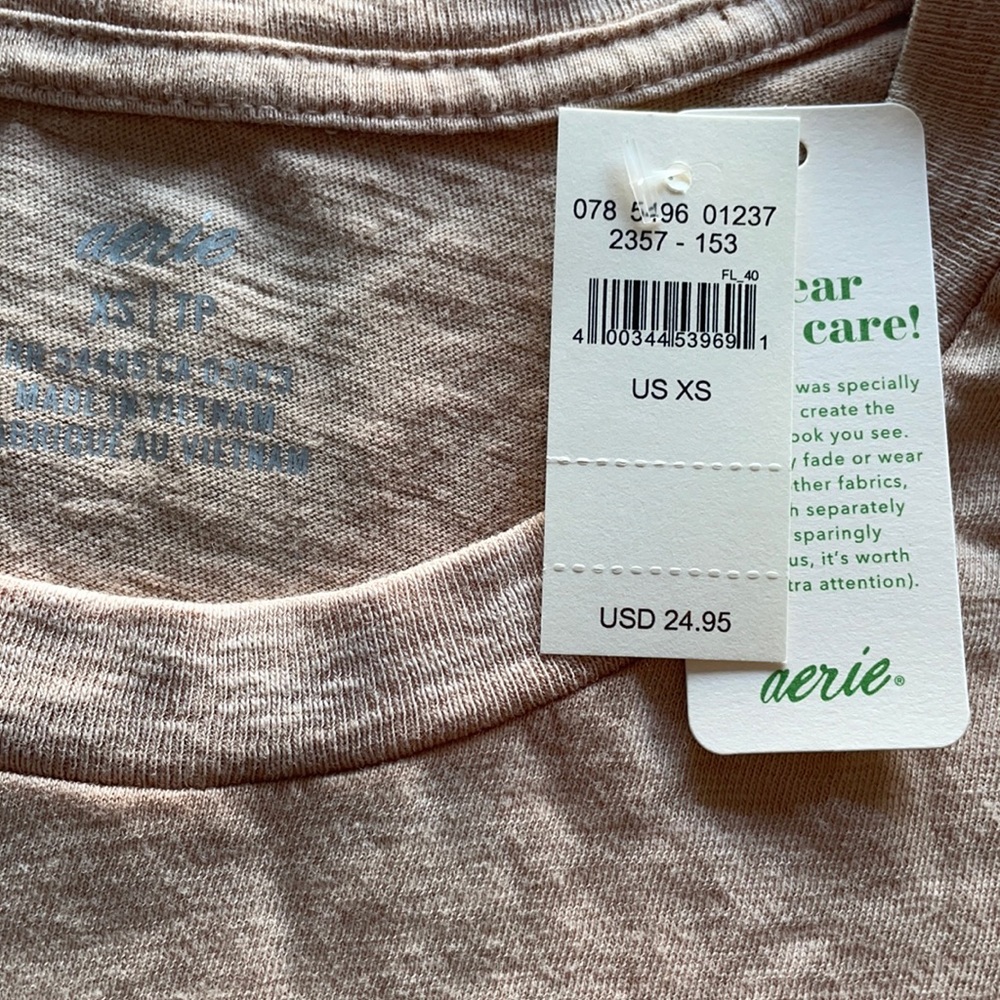 aerie
XS | TP
RN 54485 CA 03873
MADE IN VIETNAM
FABRIQUÉ AU VIETNAM
078 5496 01237
2357 - 153
FL_40
4 00344 53969 1
US XS
USD 24.95
ear
care!
was specially
create the
ook you see.
y fade or wear
ther fabrics,
h separately
sparingly
us, it's worth
tra attention).
aerie®